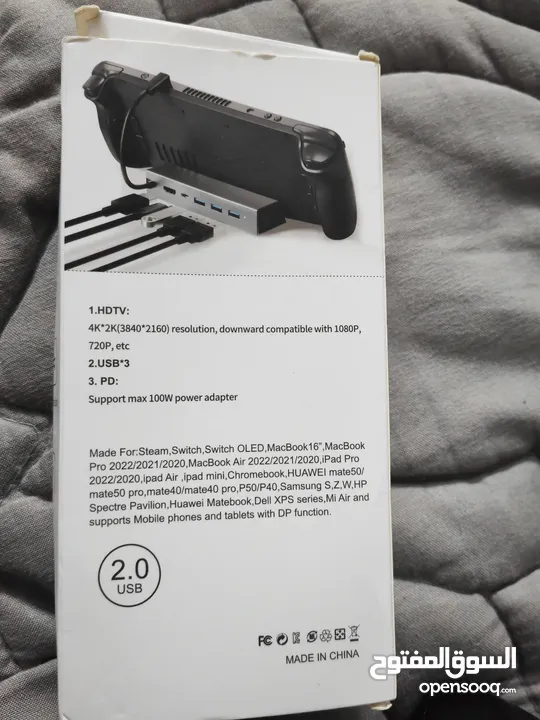 1.HDTV:
4K*2K(3840*2160) resolution, downward compatible with 1080P,
720P, etc
2.USB*3
3. PD:
Support max 100W power adapter
Made For:Steam,Switch,Switch OLED,MacBook16",MacBook
Pro 2022/2021/2020,MacBook Air 2022/2021/2020,iPad Pro
2022/2020,ipad Air ,ipad mini,Chromebook,HUAWEI mate50/
mate50 pro,mate40/mate40 pro,P50/P40,Samsung S,Z,W,HP
Spectre Pavilion,Huawei Matebook,Dell XPS series,Mi Air and
supports Mobile phones and tablets with DP function.
2.0
USB
FC
MADE IN CHINA
السوق المفتوح
opensooq.com